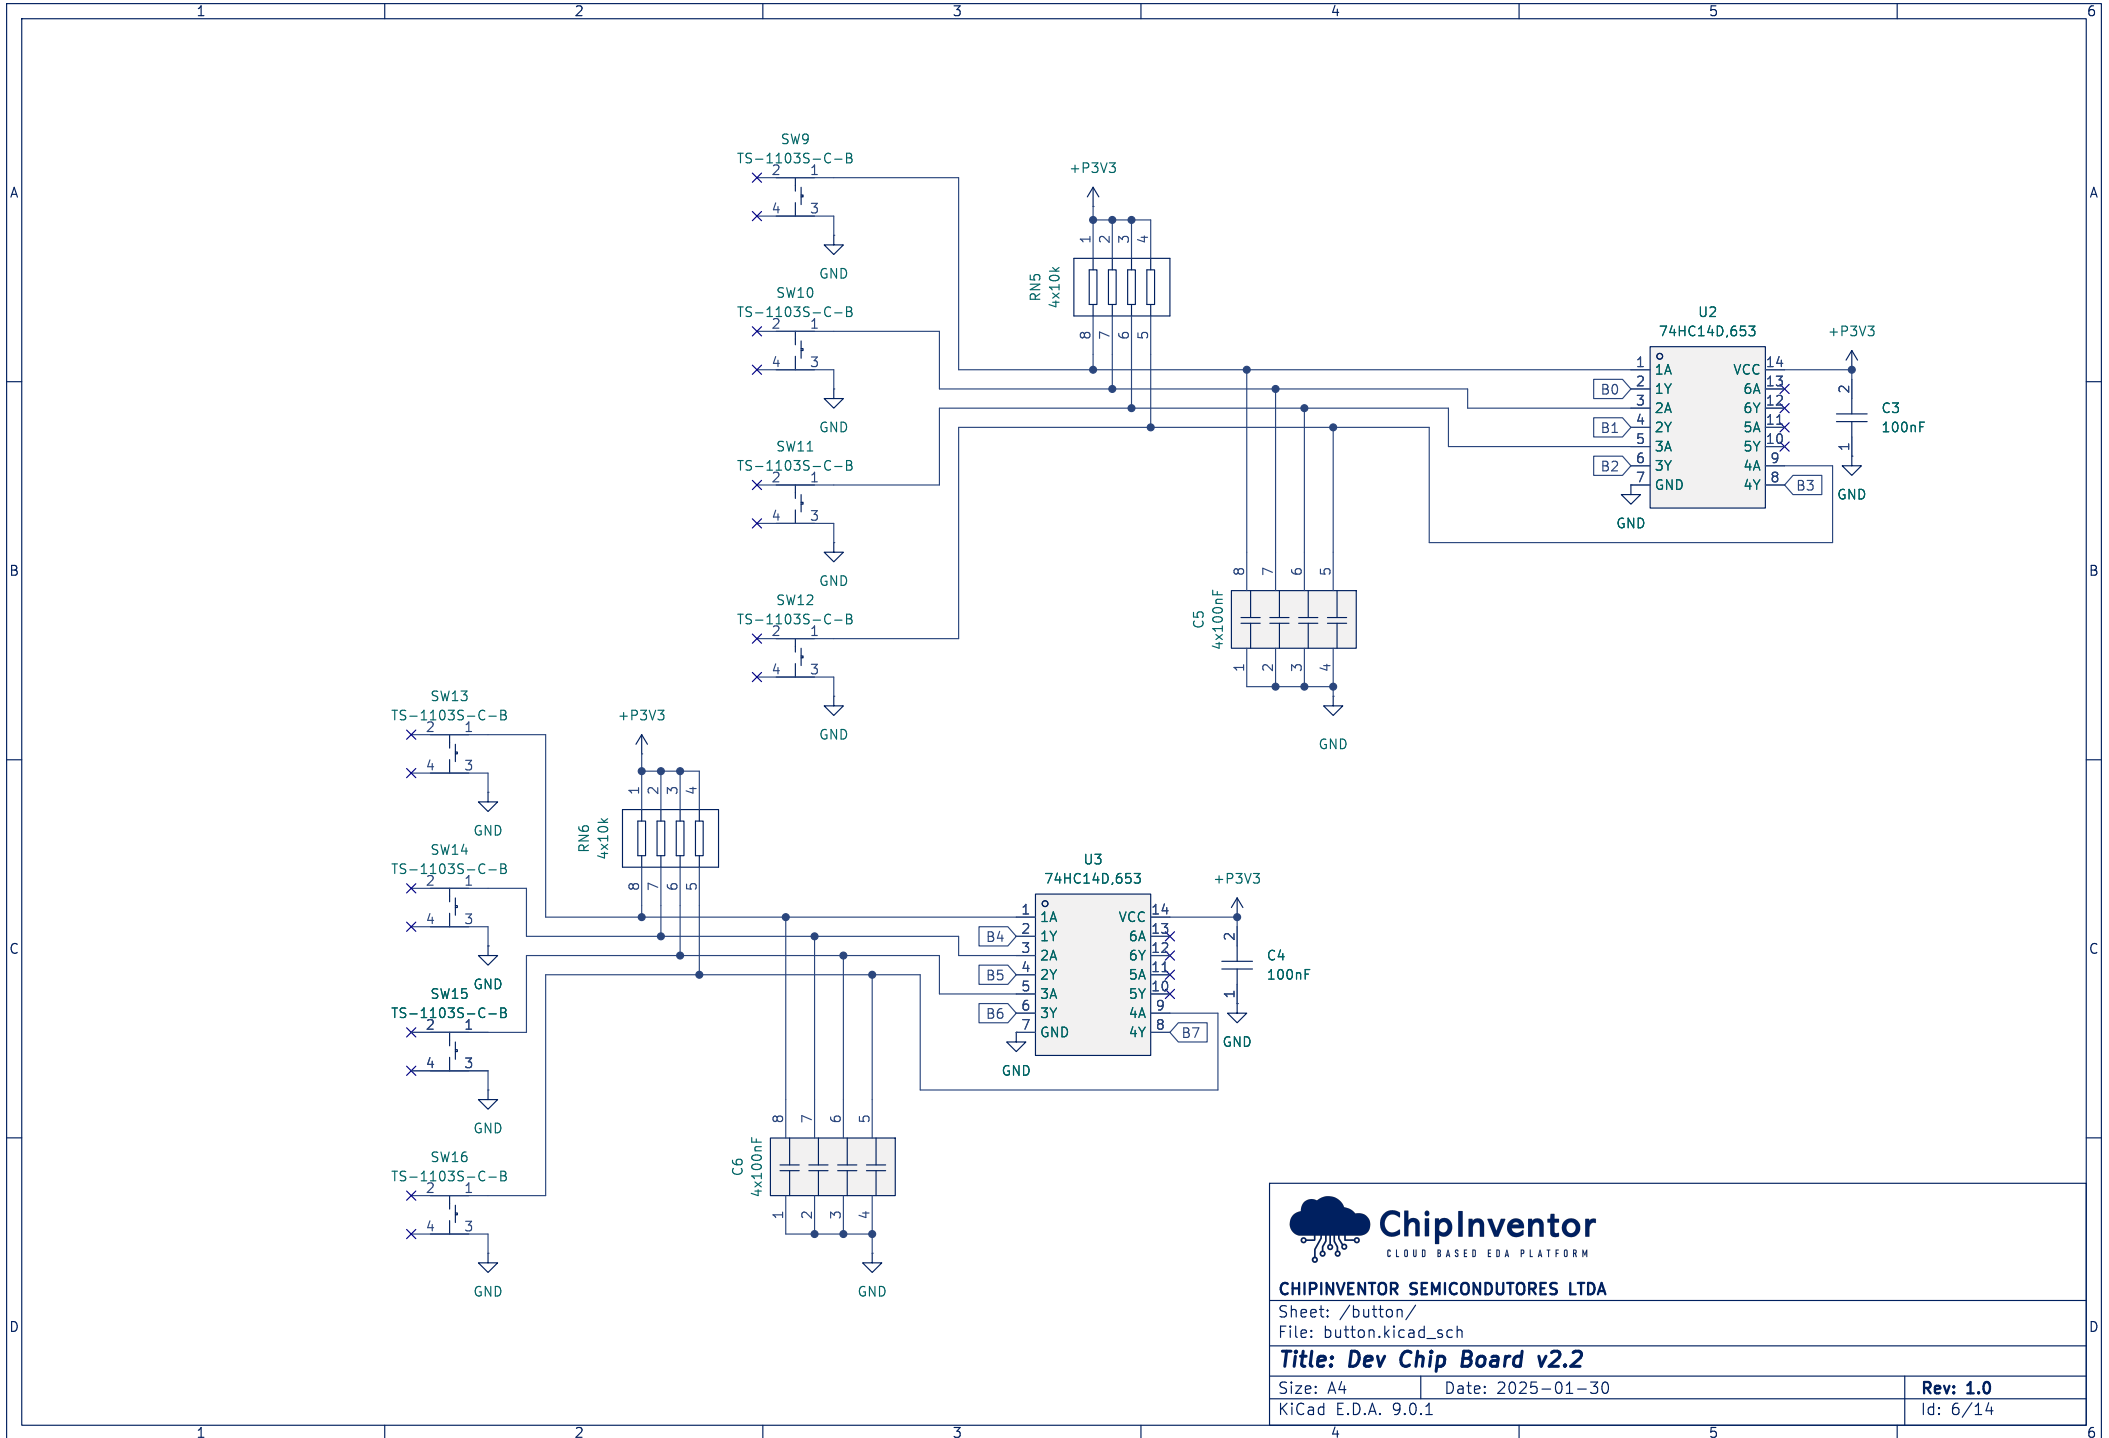 1 2 3 4 5 6
A
B
C
D
A
B
C
D
SW9
TS-1103S-C-B
2 1
4 3
GND
SW10
TS-1103S-C-B
2 1
4 3
GND
SW11
TS-1103S-C-B
2 1
4 3
GND
SW12
TS-1103S-C-B
2 1
4 3
GND
+P3V3
1 2 3 4
RN5
4x10k
8 7 6 5
U2
74HC14D,653
+P3V3
1 1A VCC 14
B0 2 1Y 6A 13
3 2A 6Y 12
B1 4 2Y 5A 11
5 3A 5Y 10
B2 6 3Y 4A 9
7 GND 4Y 8 B3
GND
2
C3
100nF
1
GND
8 7 6 5
C5
4x100nF
1 2 3 4
GND
SW13
TS-1103S-C-B
2 1
4 3
GND
SW14
TS-1103S-C-B
2 1
4 3
GND
SW15
TS-1103S-C-B
2 1
4 3
GND
SW16
TS-1103S-C-B
2 1
4 3
GND
+P3V3
1 2 3 4
RN6
4x10k
8 7 6 5
U3
74HC14D,653
+P3V3
1 1A VCC 14
B4 2 1Y 6A 13
3 2A 6Y 12
B5 4 2Y 5A 11
5 3A 5Y 10
B6 6 3Y 4A 9
7 GND 4Y 8 B7
GND
2
C4
100nF
1
GND
8 7 6 5
C6
4x100nF
1 2 3 4
GND
ChipInventor
CLOUD BASED EDA PLATFORM
CHIPINVENTOR SEMICONDUTORES LTDA
Sheet: /button/
File: button.kicad_sch
Title: Dev Chip Board v2.2
Size: A4 Date: 2025-01-30 Rev: 1.0
KiCad E.D.A. 9.0.1 Id: 6/14
1 2 3 4 5 6